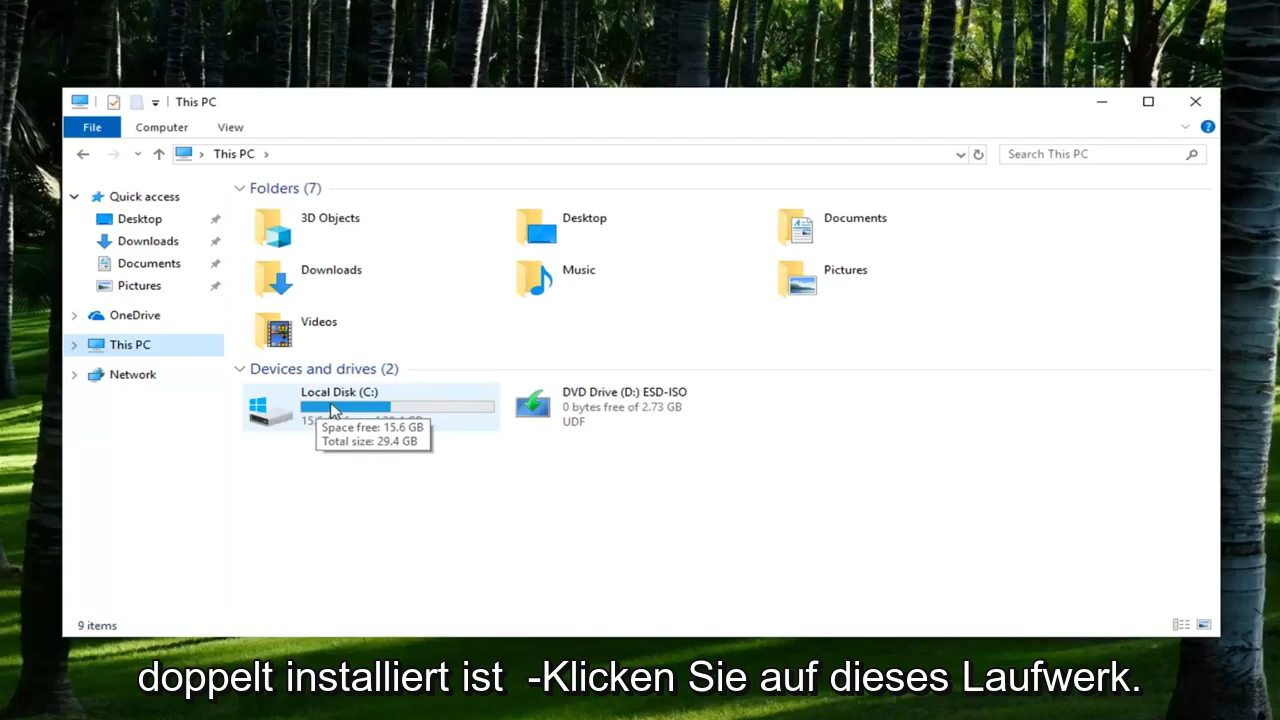 This PC
File
Computer
View
This PC
Search This PC
Quick access
Desktop
Downloads
Documents
Pictures
OneDrive
This PC
Network
Folders (7)
3D Objects
Desktop
Documents
Downloads
Music
Pictures
Videos
Devices and drives (2)
Local Disk (C:)
Space free: 15.6 GB
Total size: 29.4 GB
DVD Drive (D:) ESD-ISO
0 bytes free of 2.73 GB
UDF
9 items
doppelt installiert ist -Klicken Sie auf dieses Laufwerk.